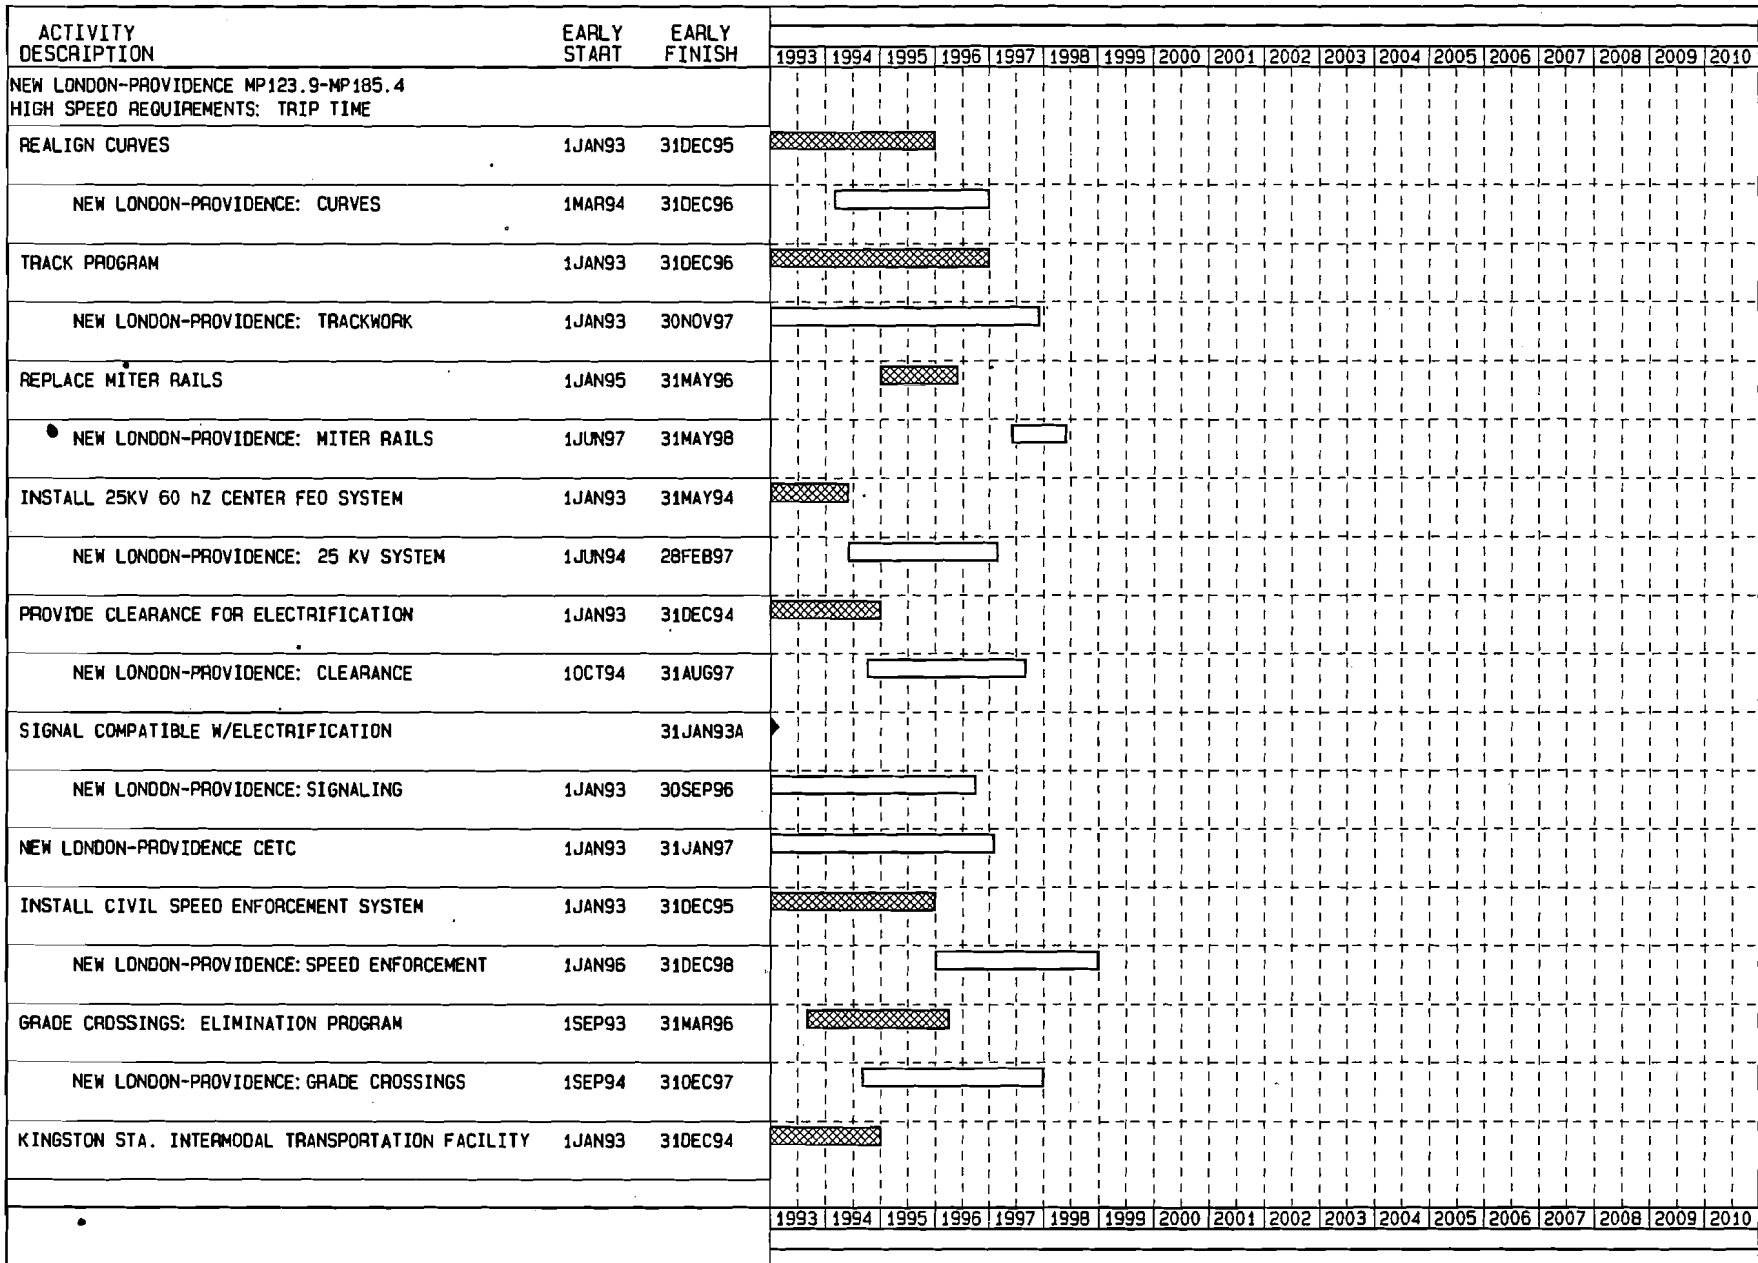 ACTIVITY EARLY EARLY
DESCRIPTION START FINISH
1993 1994 1995 1996 1997 1998 1999 2000 2001 2002 2003 2004 2005 2006 2007 2008 2009 2010
NEW LONDON-PROVIDENCE MP123.9-MP185.4
HIGH SPEED REQUIREMENTS: TRIP TIME
REALIGN CURVES 1JAN93 31DEC95
NEW LONDON-PROVIDENCE: CURVES 1MAR94 31DEC96
TRACK PROGRAM 1JAN93 31DEC96
NEW LONDON-PROVIDENCE: TRACKWORK 1JAN93 30NOV97
REPLACE MITER RAILS 1JAN95 31MAY96
NEW LONDON-PROVIDENCE: MITER RAILS 1JUN97 31MAY98
INSTALL 25KV 60 hZ CENTER FED SYSTEM 1JAN93 31MAY94
NEW LONDON-PROVIDENCE: 25 KV SYSTEM 1JUN94 28FEB97
PROVIDE CLEARANCE FOR ELECTRIFICATION 1JAN93 31DEC94
NEW LONDON-PROVIDENCE: CLEARANCE 1OCT94 31AUG97
SIGNAL COMPATIBLE W/ELECTRIFICATION 31JAN93A
NEW LONDON-PROVIDENCE: SIGNALING 1JAN93 30SEP96
NEW LONDON-PROVIDENCE CETC 1JAN93 31JAN97
INSTALL CIVIL SPEED ENFORCEMENT SYSTEM 1JAN93 31DEC95
NEW LONDON-PROVIDENCE: SPEED ENFORCEMENT 1JAN96 31DEC98
GRADE CROSSINGS: ELIMINATION PROGRAM 1SEP93 31MAR96
NEW LONDON-PROVIDENCE: GRADE CROSSINGS 1SEP94 31DEC97
KINGSTON STA. INTERMODAL TRANSPORTATION FACILITY 1JAN93 31DEC94
1993 1994 1995 1996 1997 1998 1999 2000 2001 2002 2003 2004 2005 2006 2007 2008 2009 2010